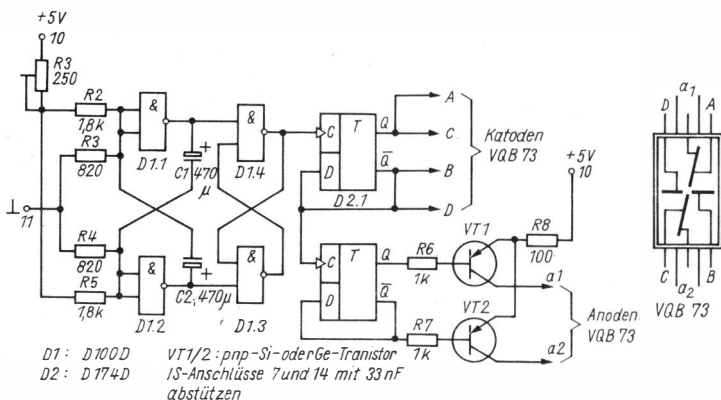 +5V
10
R3
250
R2
1,8k
R3
820
⊥
11
R4
820
R5
1,8k
&
D1.1
C1 470
μ
+
&
D1.2
C2 470μ
+
&
D1.4
&
D1.3
C
T
Q
D
Q̅
D2.1
A
C
B
D
Katoden
VQB 73
C
T
Q
D
Q̅
R6
1k
R7
1k
VT1
VT2
+5V
10
R8
100
a1
a2
Anoden
VQB 73
D
a1
A
C
a2
B
VQB 73
D1: D100D
D2: D174D
VT1/2: pnp-Si-oder Ge-Tranistor
IS-Anschlüsse 7 und 14 mit 33 nF
abstützen